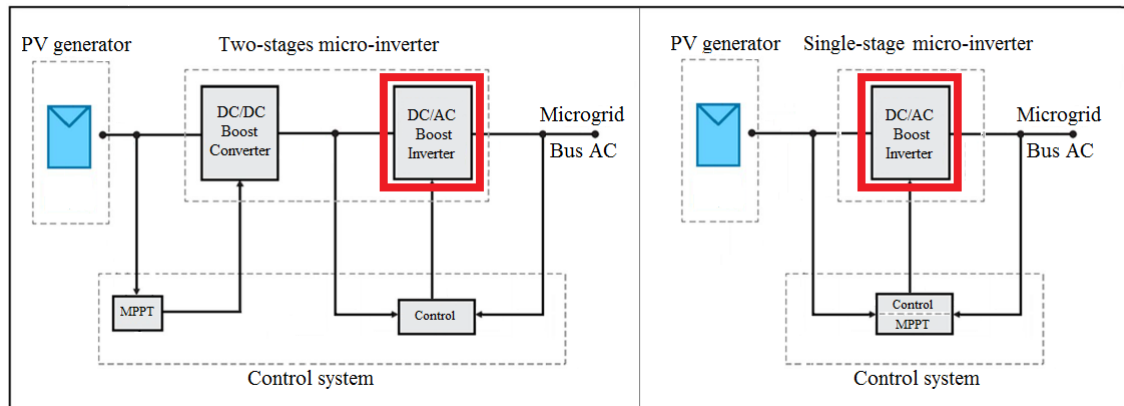 PV generator
Two-stages micro-inverter
DC/DC
Boost
Converter
DC/AC
Boost
Inverter
Microgrid
Bus AC
MPPT
Control
Control system
PV generator
Single-stage micro-inverter
DC/AC
Boost
Inverter
Microgrid
Bus AC
Control
MPPT
Control system